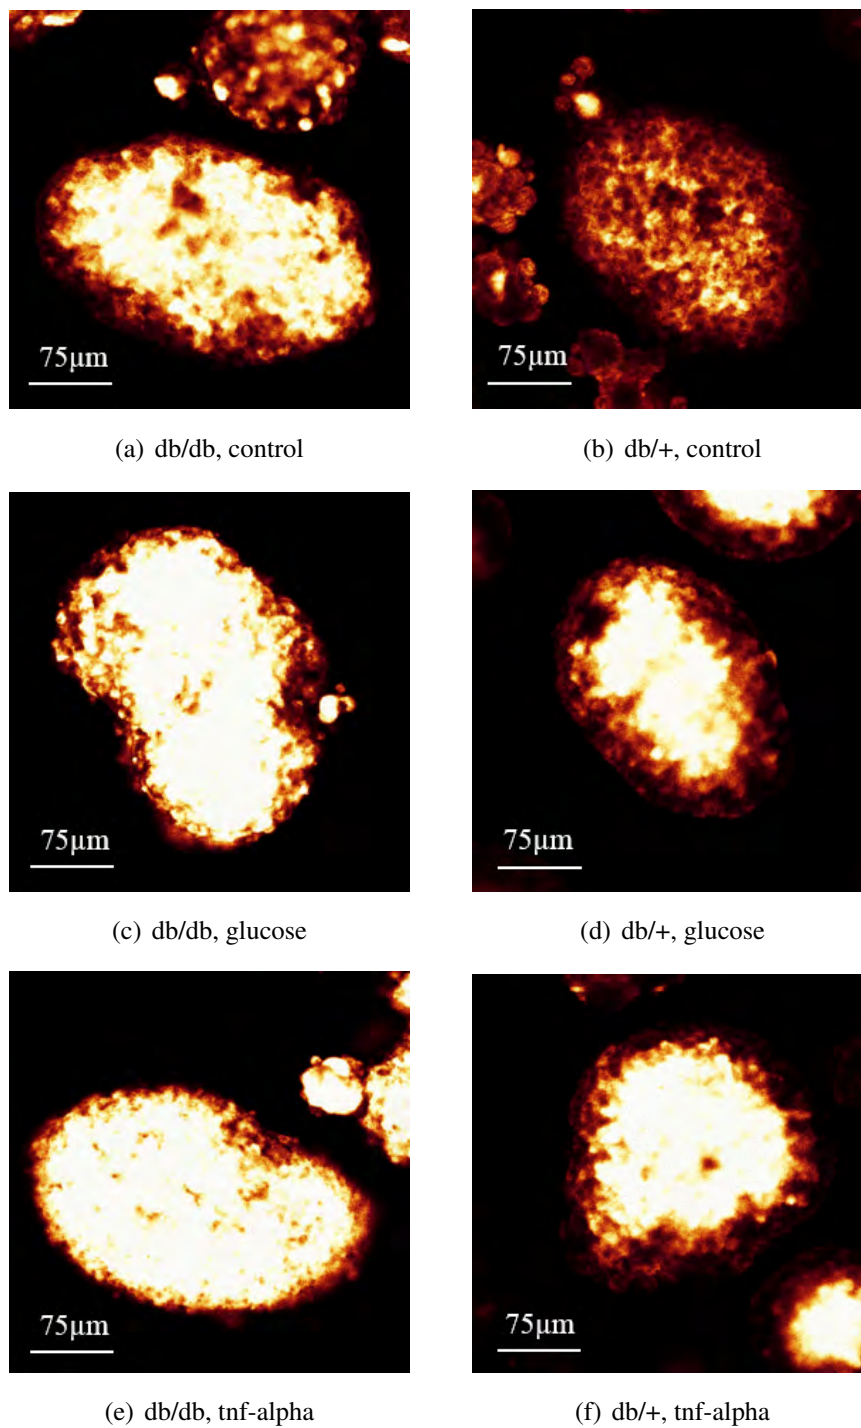 75μm
75μm
(a) db/db, control
(b) db/+, control
75μm
75μm
(c) db/db, glucose
(d) db/+, glucose
75μm
75μm
(e) db/db, tnf-alpha
(f) db/+, tnf-alpha